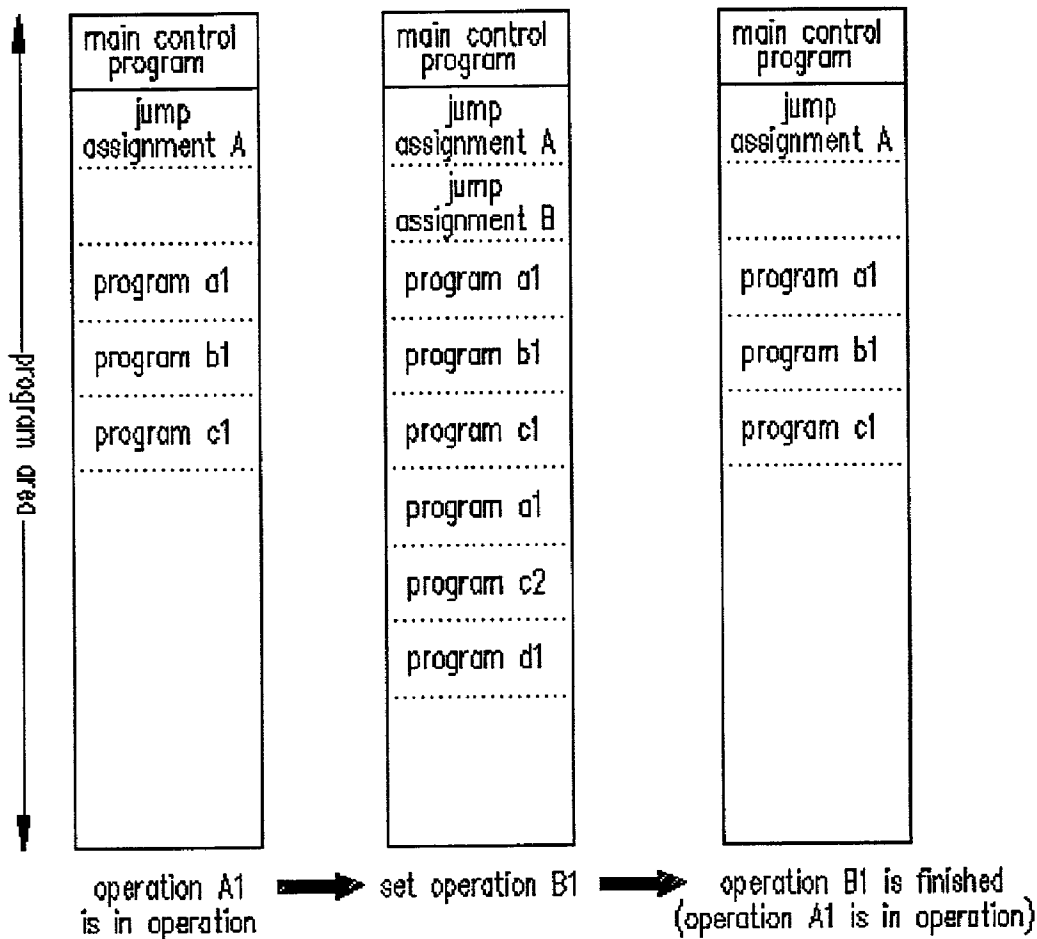 program area
main control
program
jump
assignment A
program a1
program b1
program c1
operation A1
is in operation
main control
program
jump
assignment A
jump
assignment B
program a1
program b1
program c1
program a1
program c2
program d1
set operation B1
main control
program
jump
assignment A
program a1
program b1
program c1
operation B1 is finished
(operation A1 is in operation)